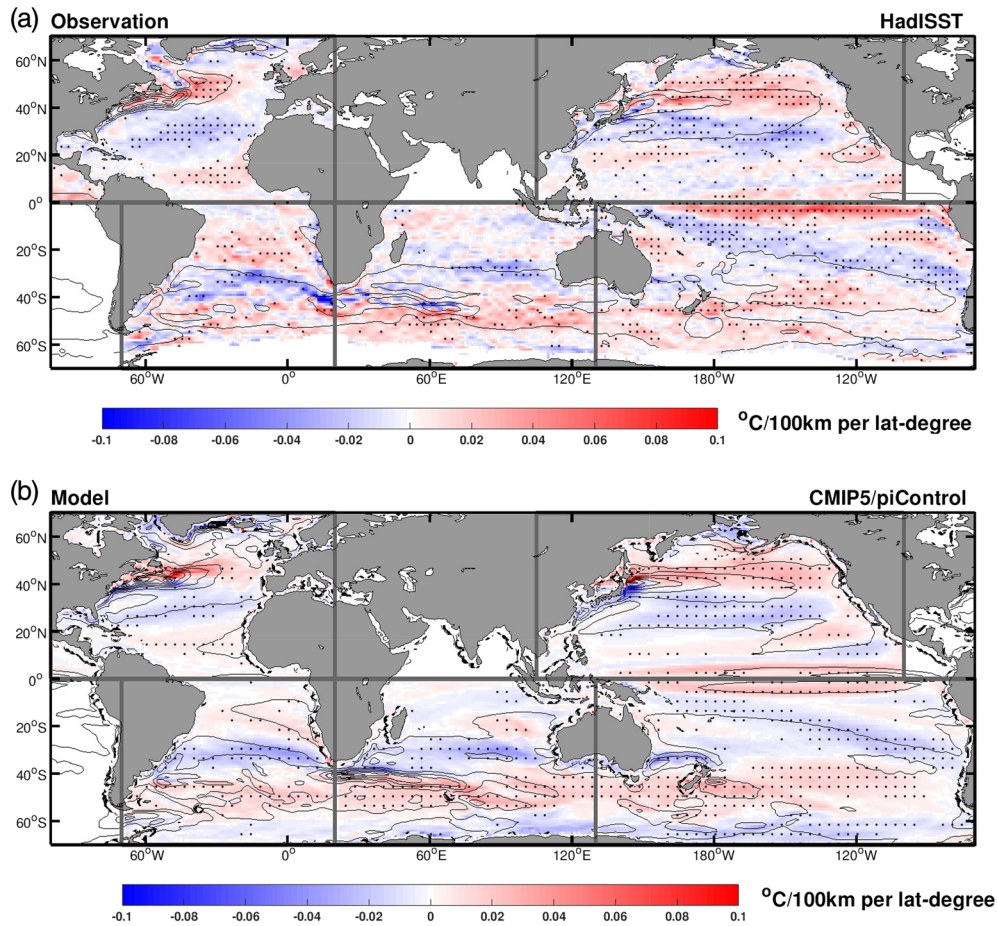 (a) Observation HadISST
60°N
40°N
20°N
0°
20°S
40°S
60°S
60°W 0° 60°E 120°E 180°W 120°W
-0.1 -0.08 -0.06 -0.04 -0.02 0 0.02 0.04 0.06 0.08 0.1
°C/100km per lat-degree
(b) Model CMIP5/piControl
60°N
40°N
20°N
0°
20°S
40°S
60°S
60°W 0° 60°E 120°E 180°W 120°W
-0.1 -0.08 -0.06 -0.04 -0.02 0 0.02 0.04 0.06 0.08 0.1
°C/100km per lat-degree